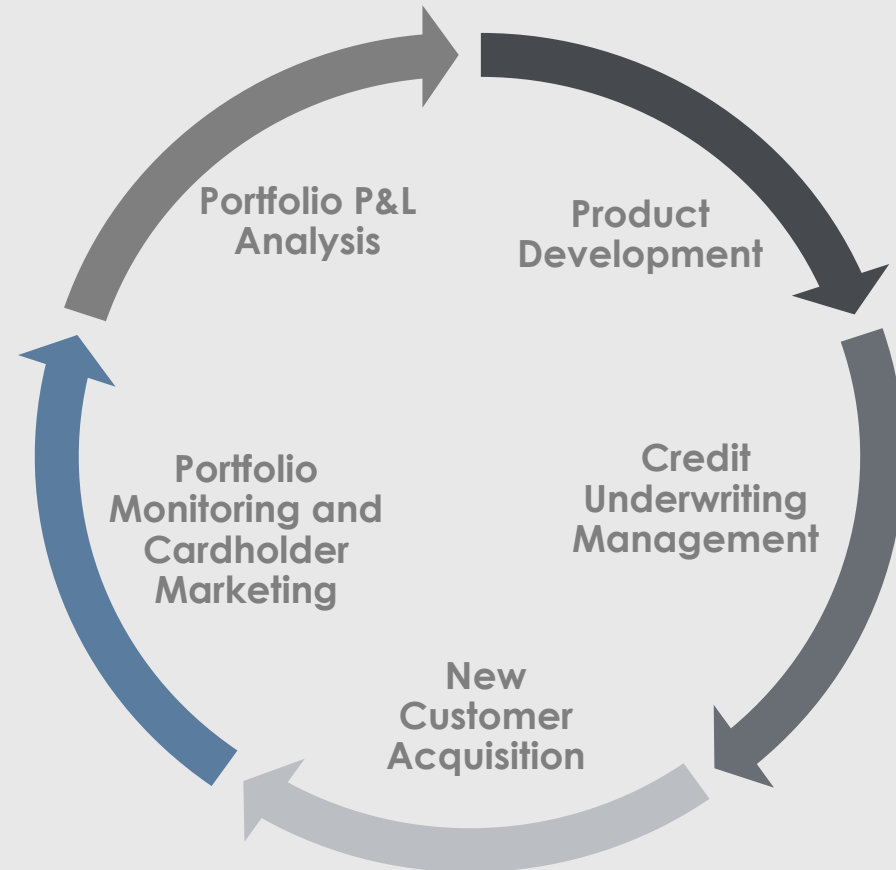 Portfolio P&L
Analysis
Product
Development
Credit
Underwriting
Management
New
Customer
Acquisition
Portfolio
Monitoring and
Cardholder
Marketing